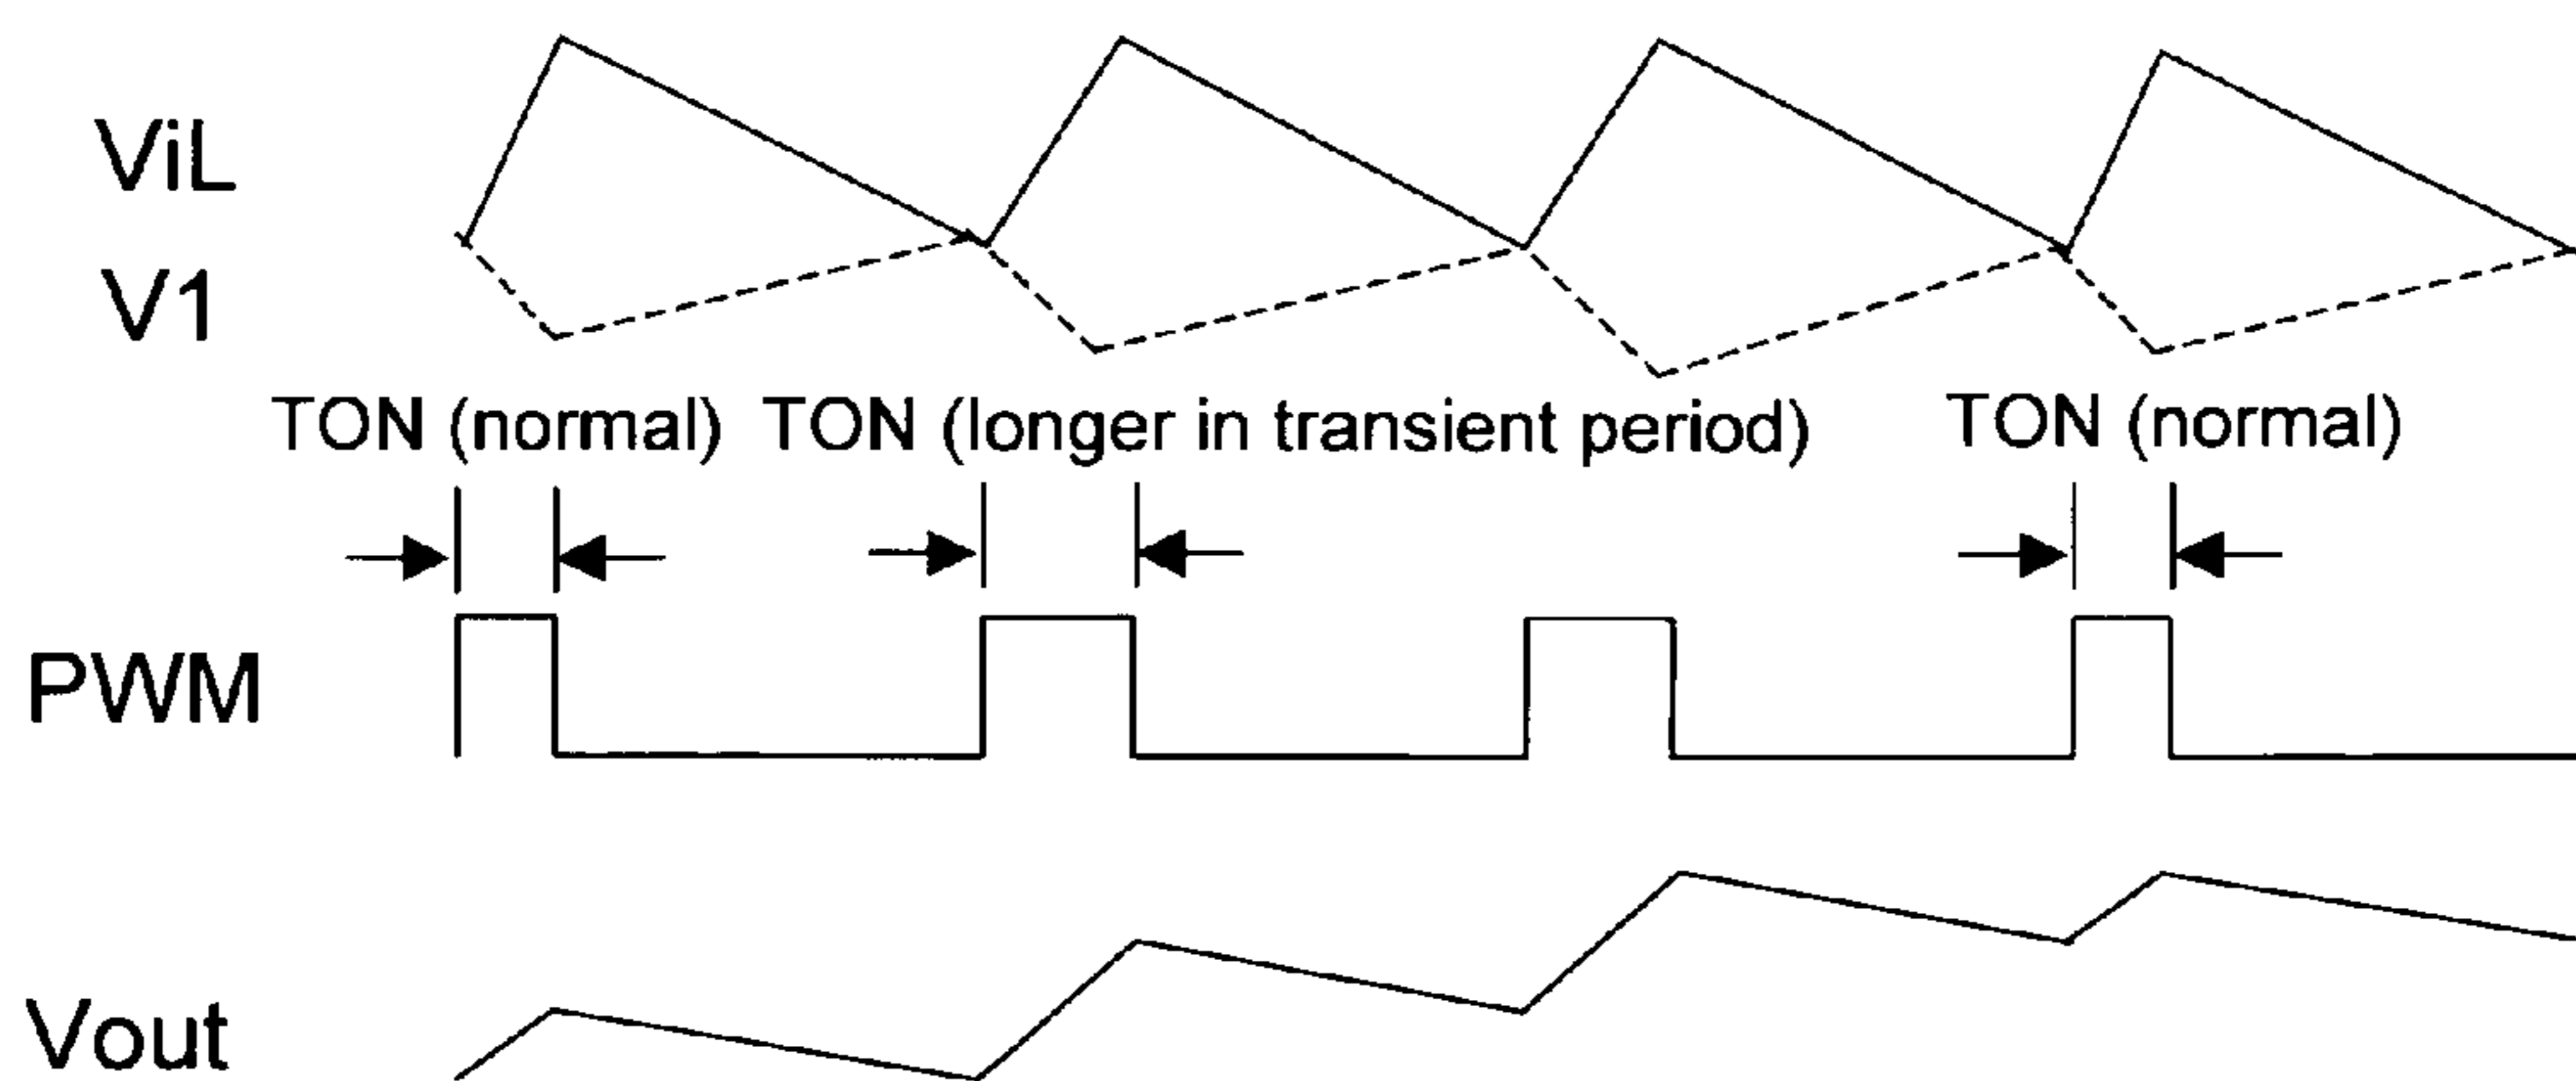 ViL
V1
TON (normal) TON (longer in transient period) TON (normal)
PWM
Vout